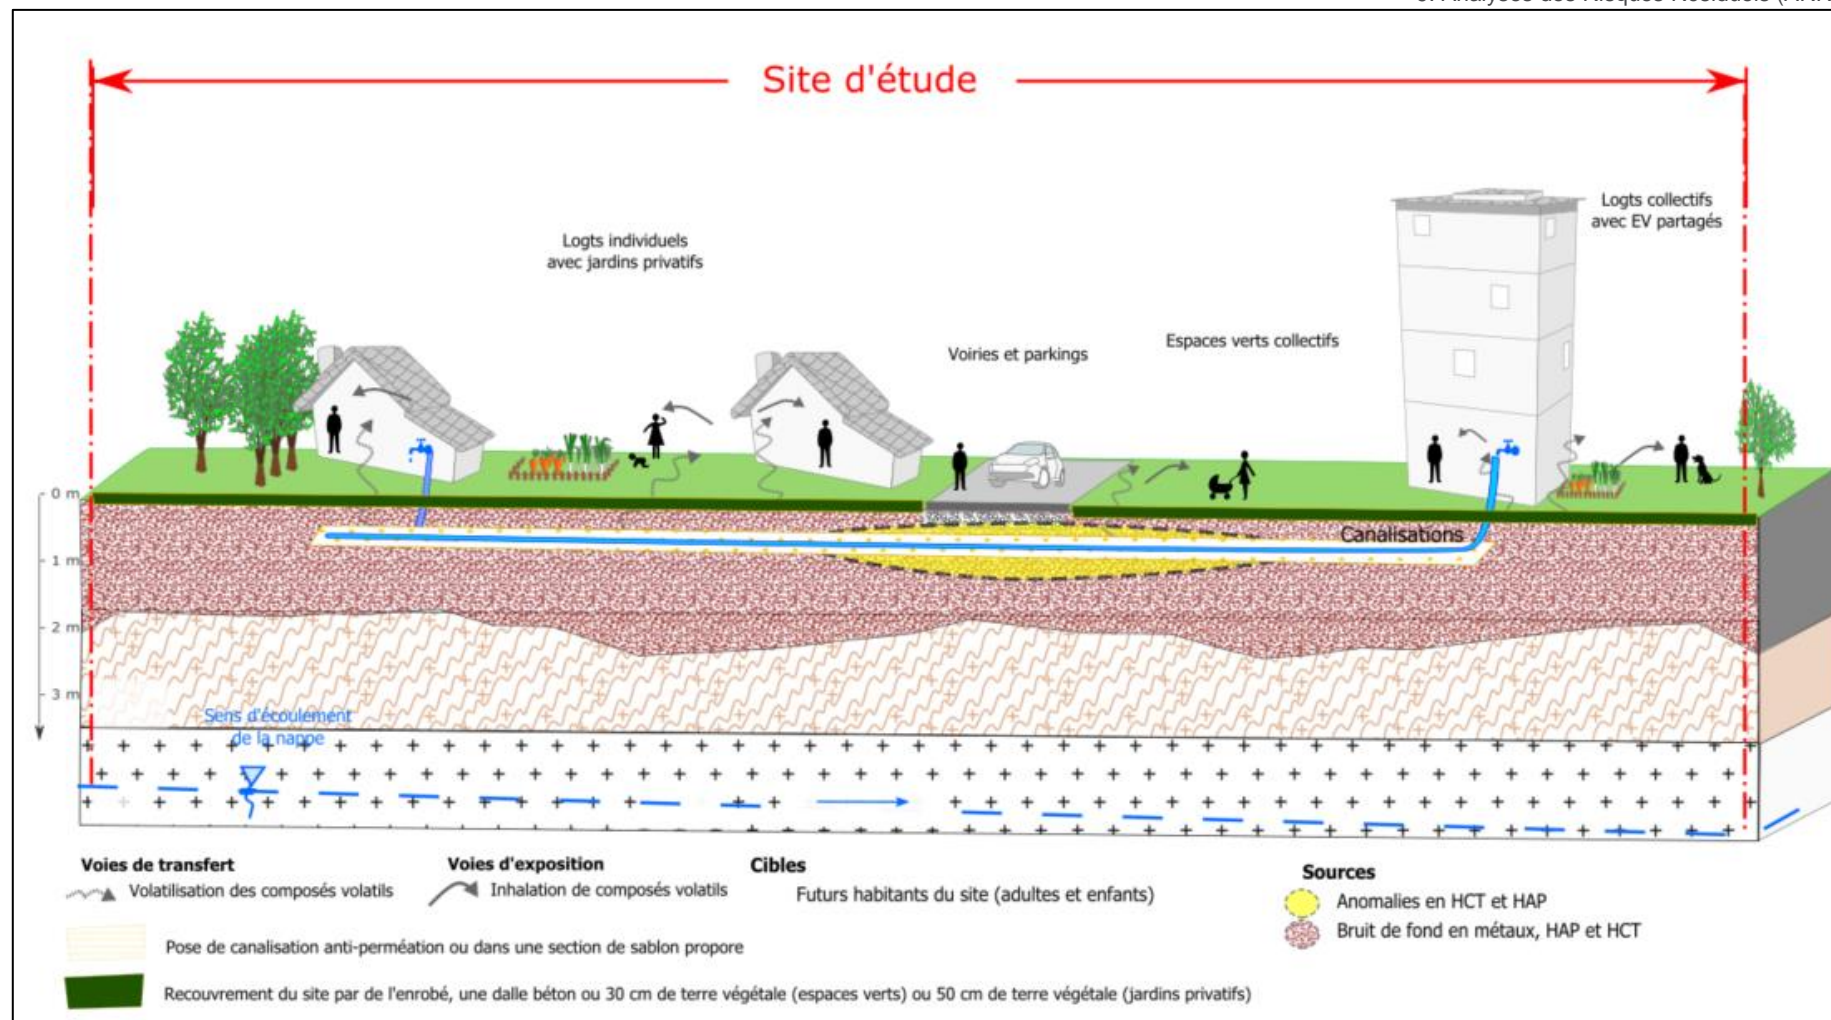 Site d'étude
Logts collectifs
avec EV partagés
Logts individuels
avec jardins privatifs
Espaces verts collectifs
Voiries et parkings
0 m
Canalisations
1 m
2 m
3 m
Sens d'écoulement
de la nappe
Voies de transfert
Volatilisation des composés volatils
Voies d'exposition
Inhalation de composés volatils
Cibles
Futurs habitants du site (adultes et enfants)
Sources
Anomalies en HCT et HAP
Bruit de fond en métaux, HAP et HCT
Pose de canalisation anti-perméation ou dans une section de sablon propore
Recouvrement du site par de l'enrobé, une dalle béton ou 30 cm de terre végétale (espaces verts) ou 50 cm de terre végétale (jardins privatifs)